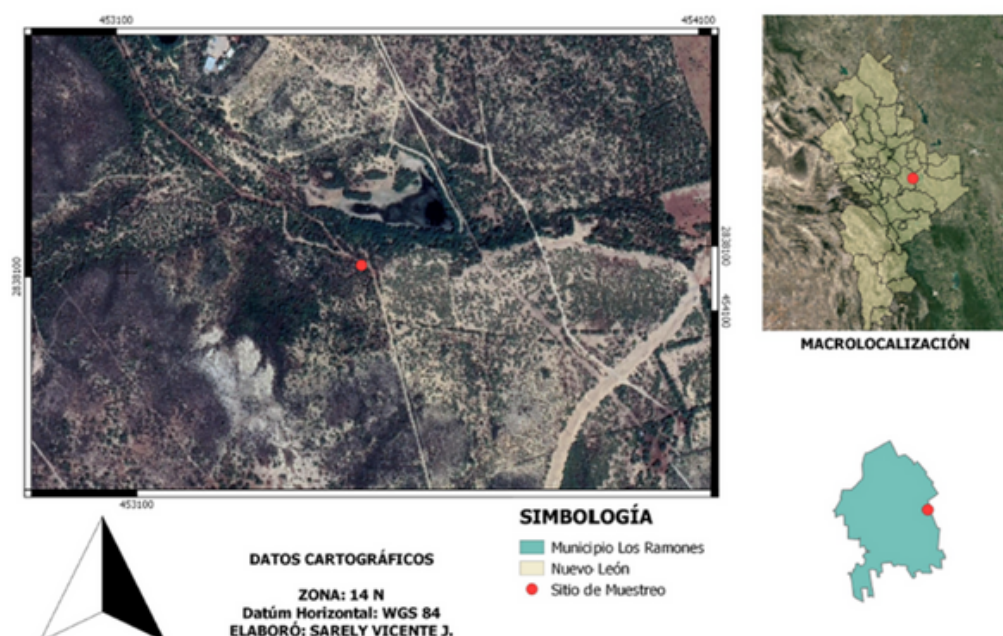 453100
454100
2838100
2838100
454100
453100
MACROLOCALIZACIÓN
SIMBOLOGÍA
Municipio Los Ramones
Nuevo León
Sitio de Muestreo
DATOS CARTOGRÁFICOS
ZONA: 14 N
Datúm Horizontal: WGS 84
ELABORÓ: SARELY VICENTE J.